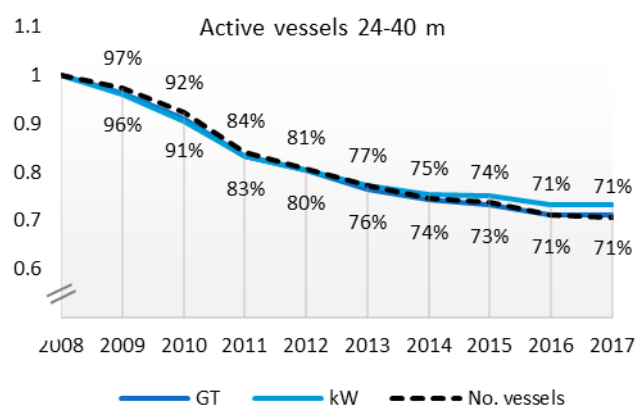 Active vessels 24-40 m
1.1
1
0.9
0.8
0.7
0.6
97% 92% 84% 81% 77% 75% 74% 71% 71%
96% 91% 83% 80% 76% 74% 73% 71% 71%
2008 2009 2010 2011 2012 2013 2014 2015 2016 2017
GT kW No. vessels